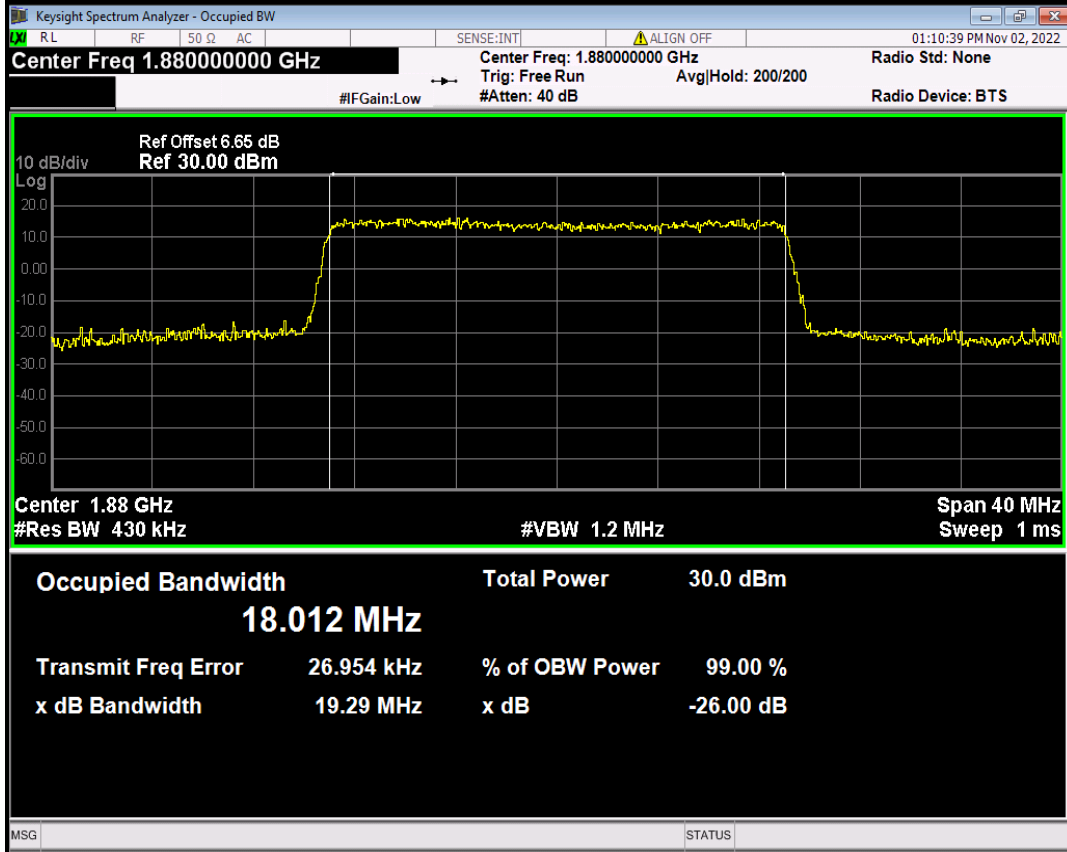 Keysight Spectrum Analyzer - Occupied BW
LXI RL RF 50 Ω AC SENSE:INT ALIGN OFF 01:10:39 PM Nov 02, 2022
Center Freq 1.880000000 GHz
Center Freq: 1.880000000 GHz
Radio Std: None
Trig: Free Run Avg|Hold: 200/200
#IFGain:Low #Atten: 40 dB Radio Device: BTS
Ref Offset 6.65 dB
10 dB/div Ref 30.00 dBm
Log
20.0
10.0
0.00
-10.0
-20.0
-30.0
-40.0
-50.0
-60.0
Center 1.88 GHz Span 40 MHz
#Res BW 430 kHz #VBW 1.2 MHz Sweep 1 ms
Occupied Bandwidth Total Power 30.0 dBm
18.012 MHz
Transmit Freq Error 26.954 kHz % of OBW Power 99.00 %
x dB Bandwidth 19.29 MHz x dB -26.00 dB
MSG STATUS